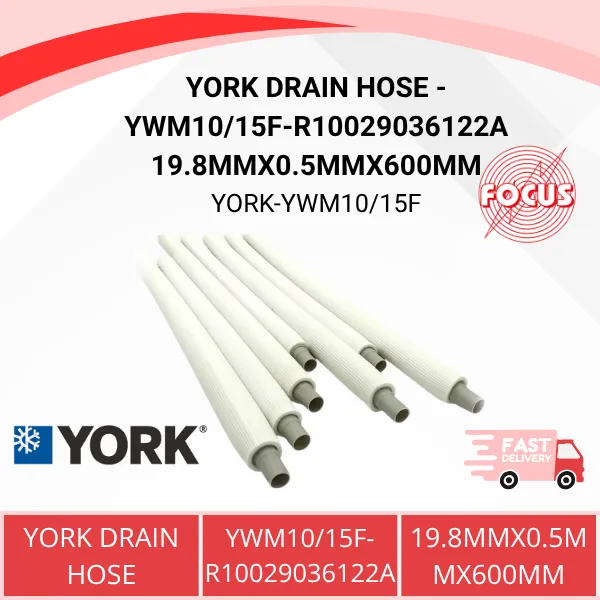 YORK DRAIN HOSE -
YWM10/15F-R10029036122A
19.8MMX0.5MMX600MM
YORK-YWM10/15F
FOCUS
YORK®
FAST
DELIVERY
YORK DRAIN
HOSE
YWM10/15F-
R10029036122A
19.8MMX0.5M
MX600MM